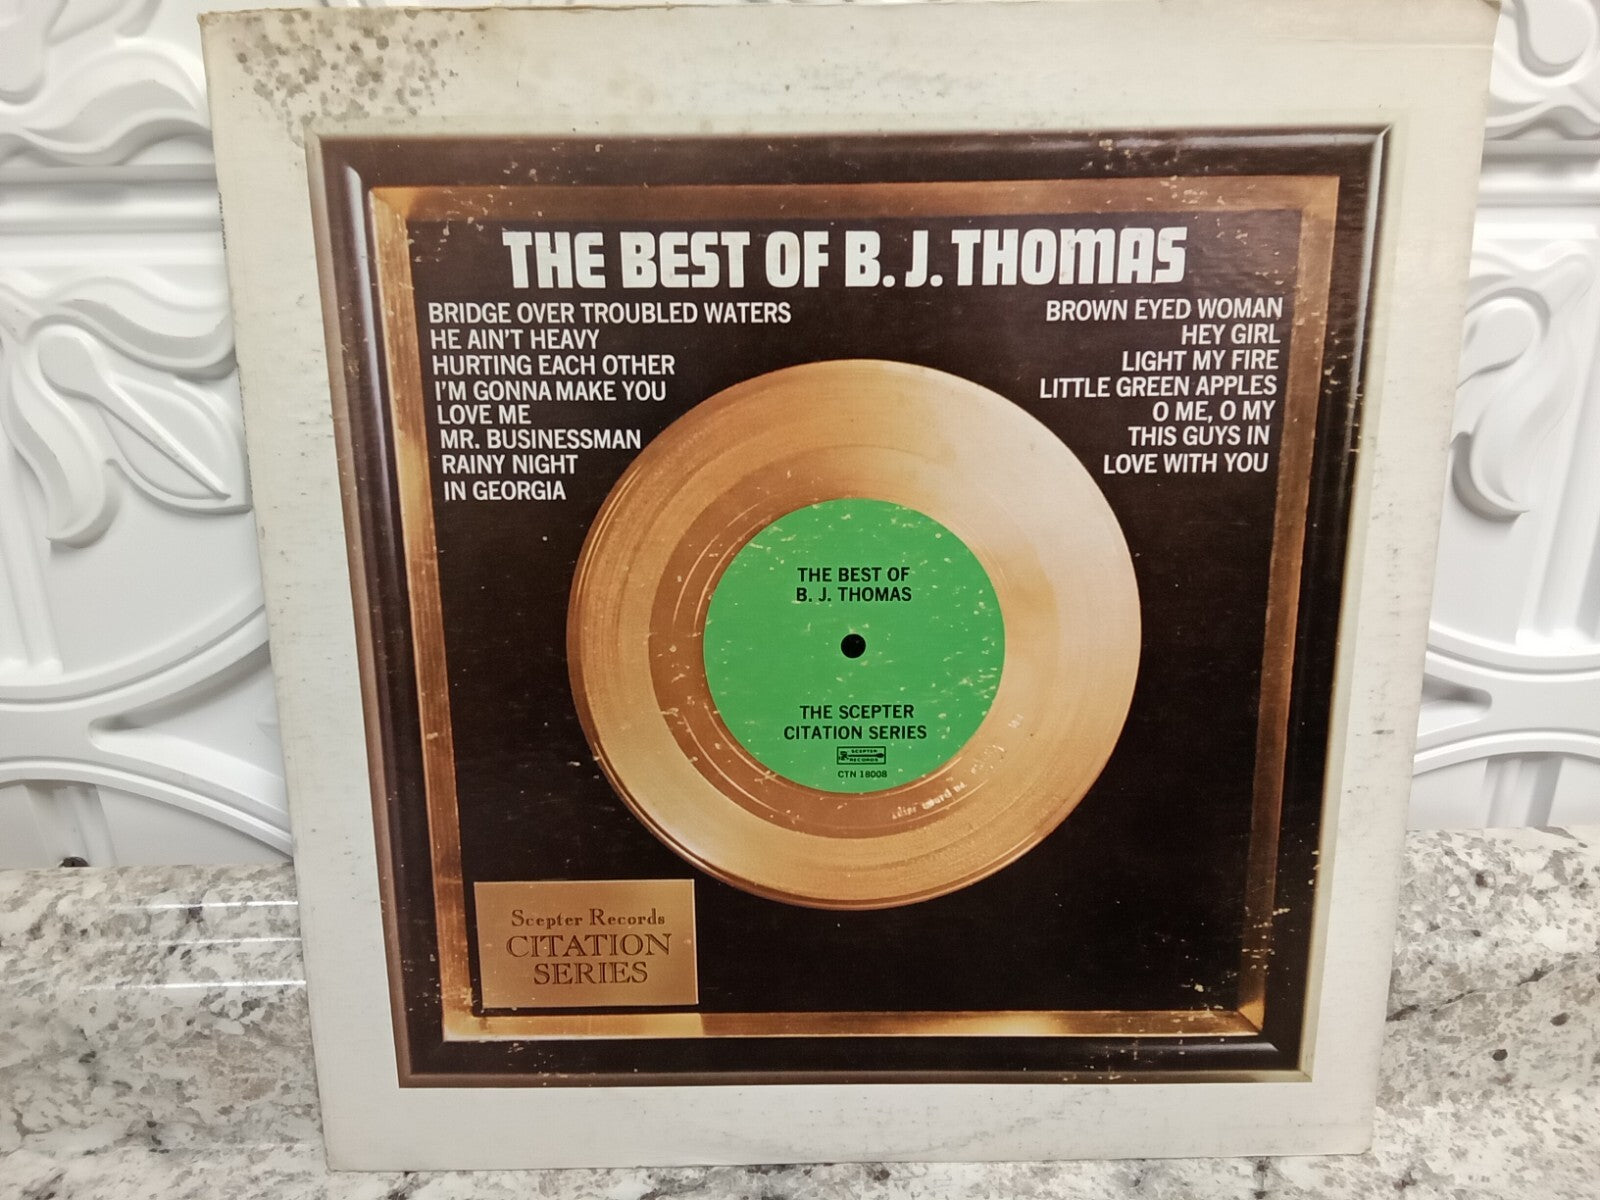 THE BEST OF B. J. THOMAS
BRIDGE OVER TROUBLED WATERS
HE AIN'T HEAVY
HURTING EACH OTHER
I'M GONNA MAKE YOU
LOVE ME
MR. BUSINESSMAN
RAINY NIGHT
IN GEORGIA
BROWN EYED WOMAN
HEY GIRL
LIGHT MY FIRE
LITTLE GREEN APPLES
O ME, O MY
THIS GUYS IN
LOVE WITH YOU
THE BEST OF
B. J. THOMAS
THE SCEPTER
CITATION SERIES
SCEPTER
RECORDS
CTN 18008
Scepter Records
CITATION
SERIES